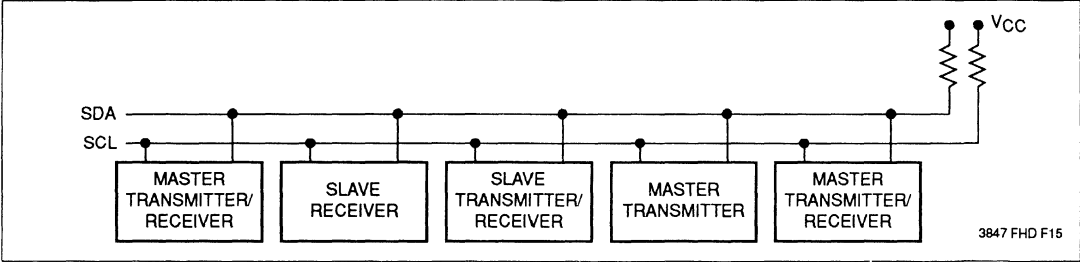 VCC
SDA
SCL
MASTER
TRANSMITTER/
RECEIVER
SLAVE
RECEIVER
SLAVE
TRANSMITTER/
RECEIVER
MASTER
TRANSMITTER
MASTER
TRANSMITTER/
RECEIVER
3847 FHD F15